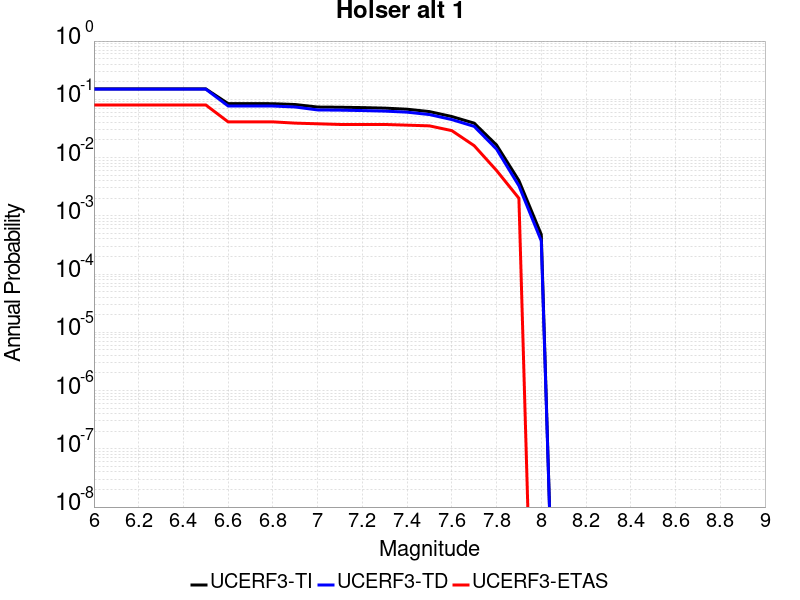 Holser alt 1
10^0
10^-1
10^-2
10^-3
10^-4
10^-5
10^-6
10^-7
10^-8
Annual Probability
6 6.2 6.4 6.6 6.8 7 7.2 7.4 7.6 7.8 8 8.2 8.4 8.6 8.8 9
Magnitude
UCERF3-TI UCERF3-TD UCERF3-ETAS